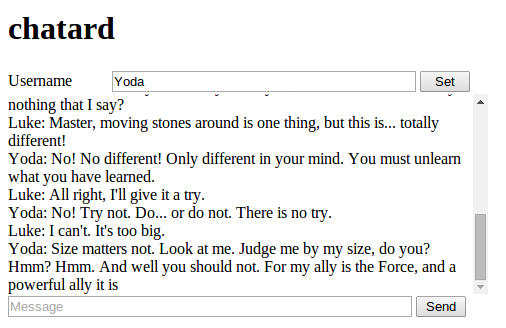 chatard
Username Yoda Set
nothing that I say?
Luke: Master, moving stones around is one thing, but this is... totally
different!
Yoda: No! No different! Only different in your mind. You must unlearn
what you have learned.
Luke: All right, I'll give it a try.
Yoda: No! Try not. Do... or do not. There is no try.
Luke: I can't. It's too big.
Yoda: Size matters not. Look at me. Judge me by my size, do you?
Hmm? Hmm. And well you should not. For my ally is the Force, and a
powerful ally it is
Message Send